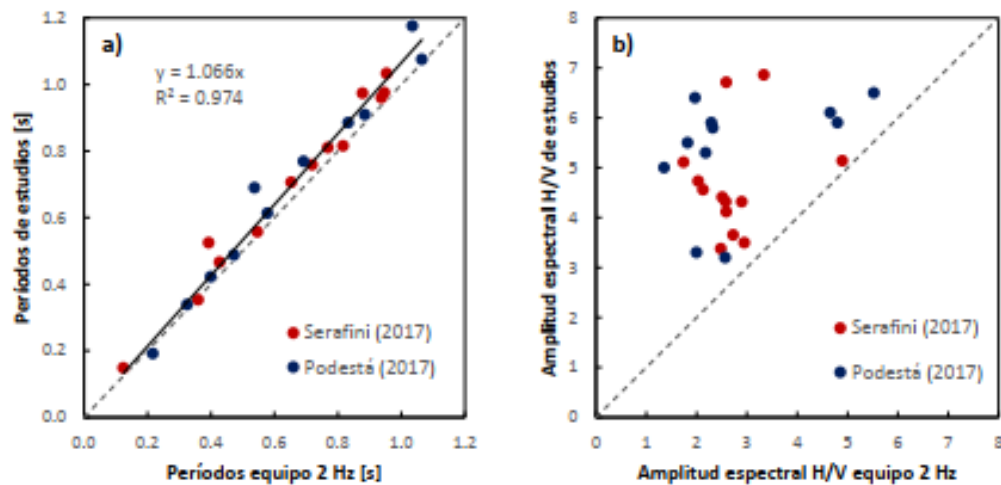 a)
y = 1.066x
R² = 0.974
Períodos de estudios [s]
1.2
1.0
0.8
0.6
0.4
0.2
0.0
Serafini (2017)
Podestá (2017)
0.0 0.2 0.4 0.6 0.8 1.0 1.2
Períodos equipo 2 Hz [s]
b)
Amplitud espectral H/V de estudios
8
7
6
5
4
3
2
1
0
Serafini (2017)
Podestá (2017)
0 1 2 3 4 5 6 7 8
Amplitud espectral H/V equipo 2 Hz